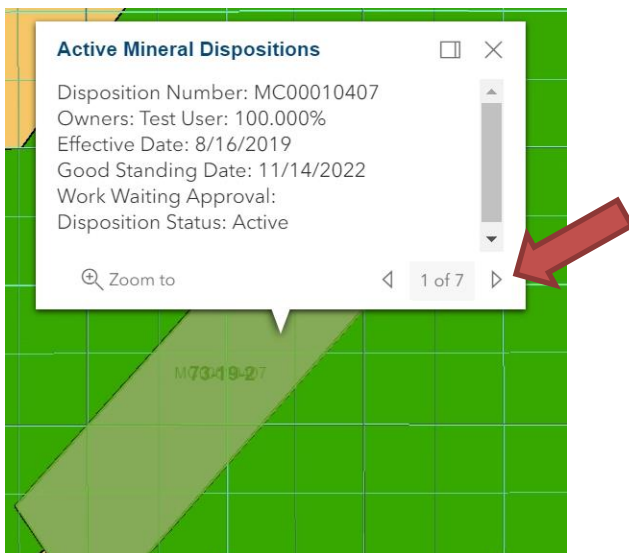 Active Mineral Dispositions
Disposition Number: MC00010407
Owners: Test User: 100.000%
Effective Date: 8/16/2019
Good Standing Date: 11/14/2022
Work Waiting Approval:
Disposition Status: Active
Zoom to
1 of 7
73-19-2